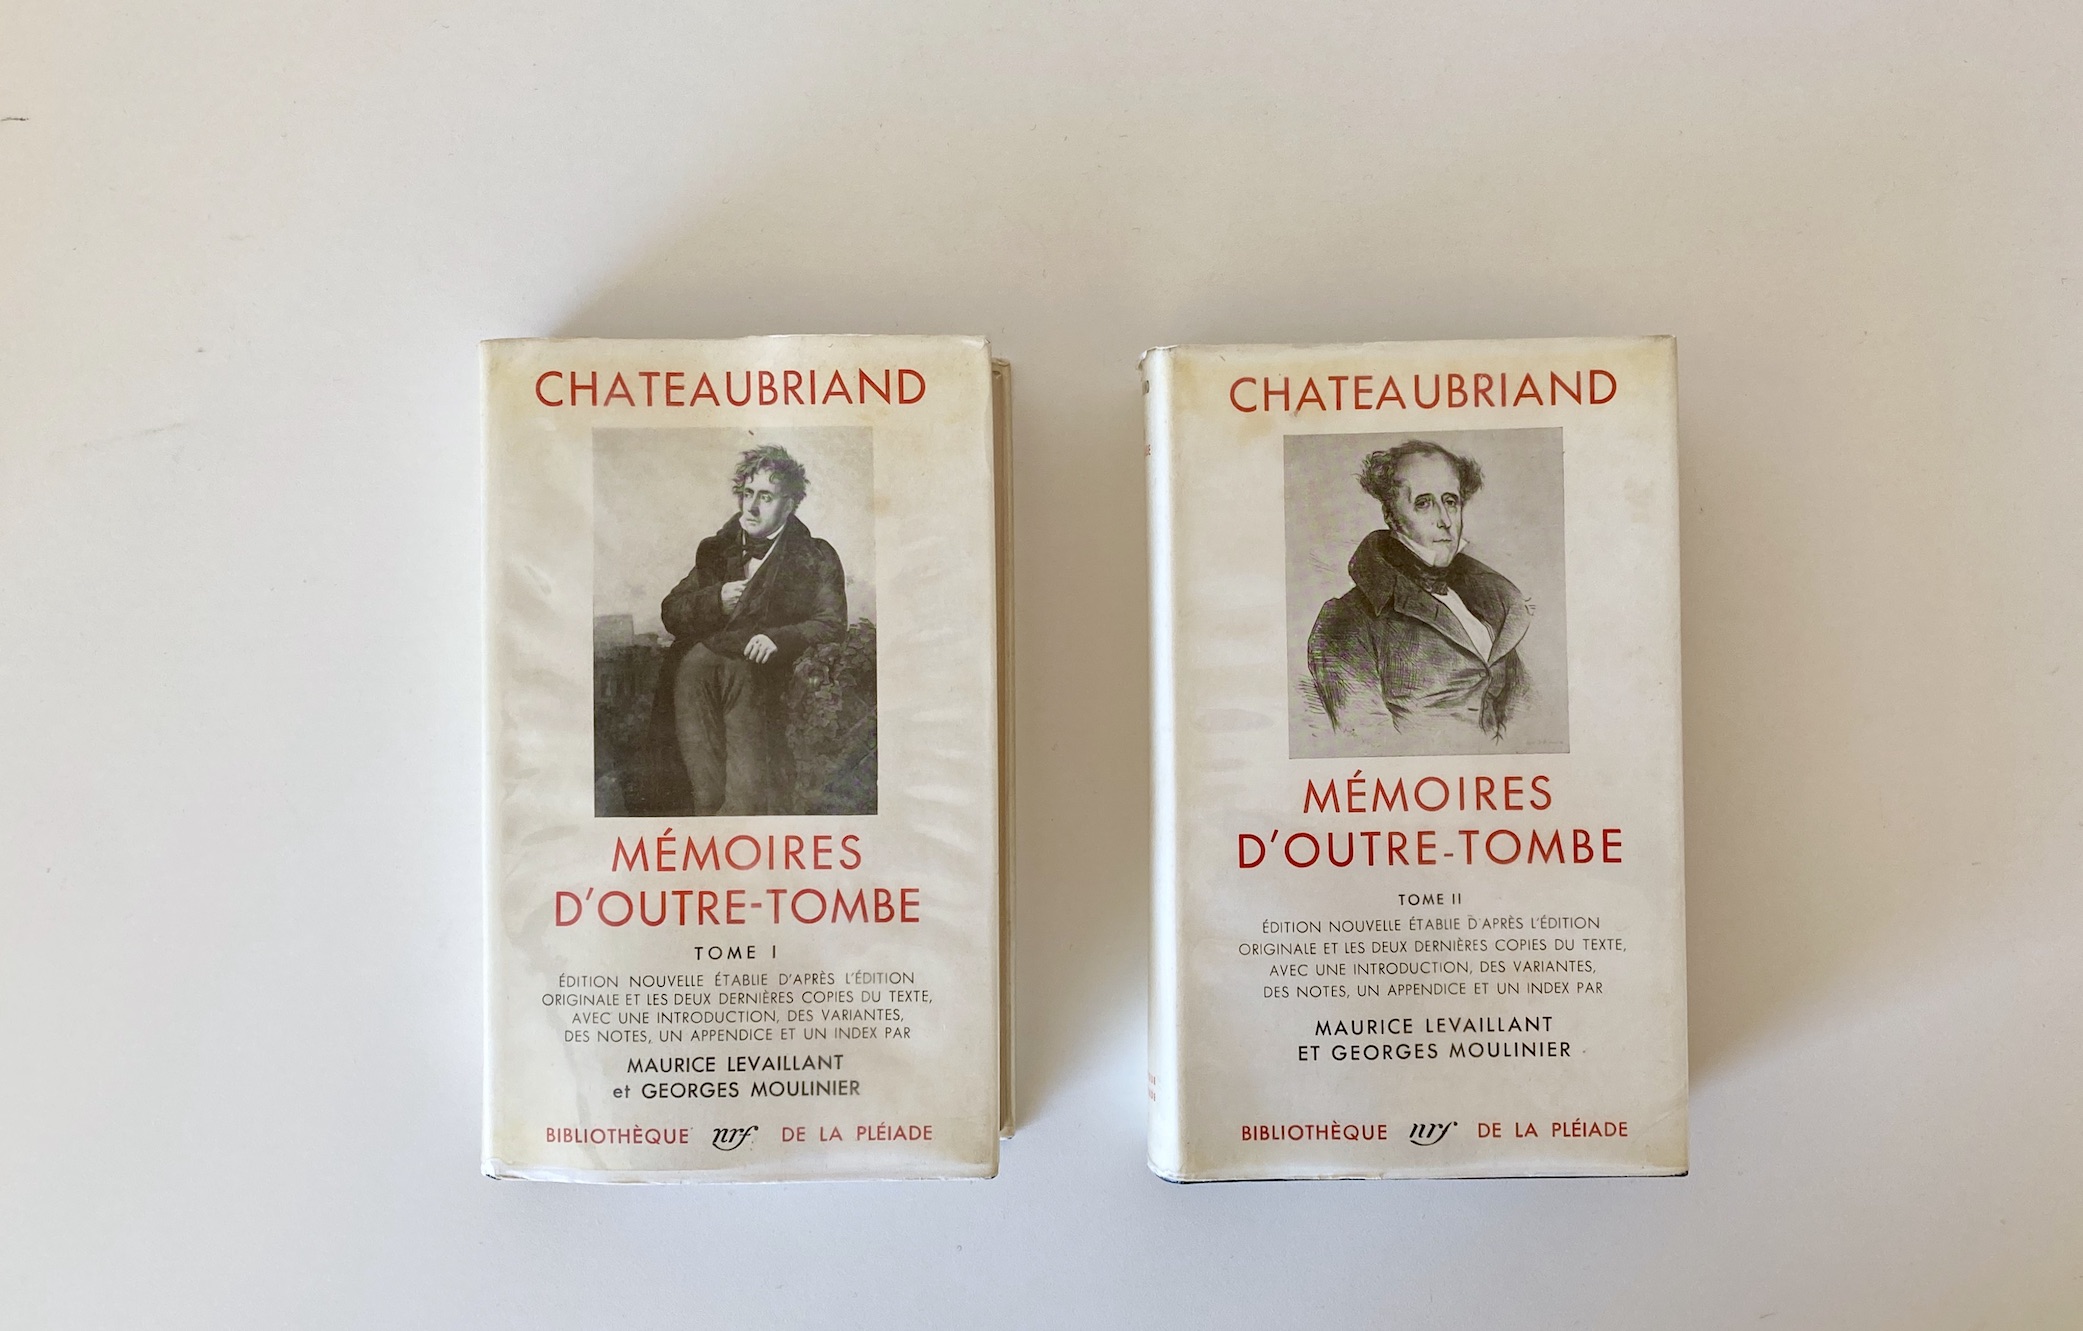 CHATEAUBRIAND
MÉMOIRES
D'OUTRE-TOMBE
TOME I
ÉDITION NOUVELLE ÉTABLIE D'APRÈS L'ÉDITION
ORIGINALE ET LES DEUX DERNIÈRES COPIES DU TEXTE,
AVEC UNE INTRODUCTION, DES VARIANTES,
DES NOTES, UN APPENDICE ET UN INDEX PAR
MAURICE LEVAILLANT
et GEORGES MOULINIER
BIBLIOTHÈQUE nrf DE LA PLÉIADE
CHATEAUBRIAND
MÉMOIRES
D'OUTRE-TOMBE
TOME II
ÉDITION NOUVELLE ÉTABLIE D'APRÈS L'ÉDITION
ORIGINALE ET LES DEUX DERNIÈRES COPIES DU TEXTE,
AVEC UNE INTRODUCTION, DES VARIANTES,
DES NOTES, UN APPENDICE ET UN INDEX PAR
MAURICE LEVAILLANT
ET GEORGES MOULINIER
BIBLIOTHÈQUE nrf DE LA PLÉIADE